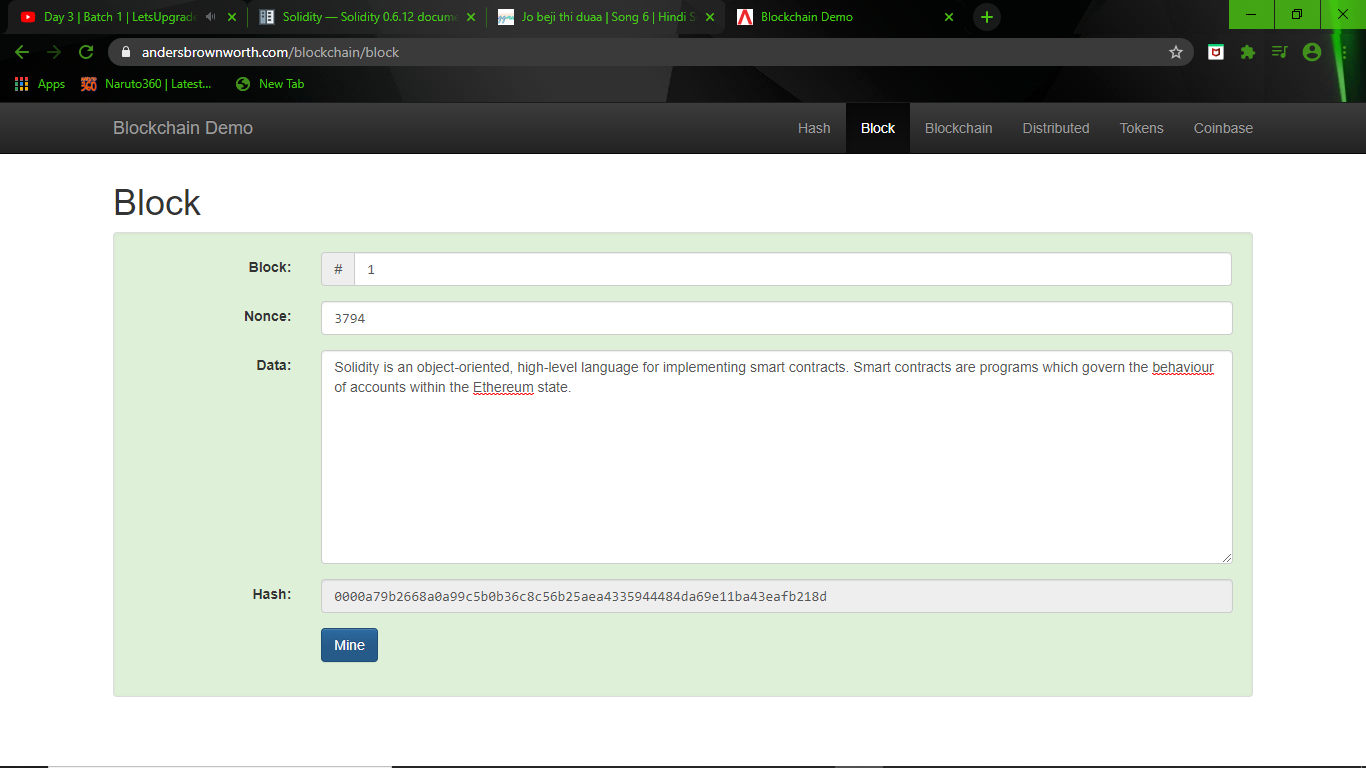 Day 3 | Batch 1 | LetsUpgrade
Solidity — Solidity 0.6.12 docume
Jo beji thi duaa | Song 6 | Hindi S
Blockchain Demo
andersbrownworth.com/blockchain/block
Apps
Naruto360 | Latest...
New Tab
Blockchain Demo
Hash
Block
Blockchain
Distributed
Tokens
Coinbase
Block
Block:
# 1
Nonce:
3794
Data:
Solidity is an object-oriented, high-level language for implementing smart contracts. Smart contracts are programs which govern the behaviour
of accounts within the Ethereum state.
Hash:
0000a79b2668a0a99c5b0b36c8c56b25aea4335944484da69e11ba43eafb218d
Mine